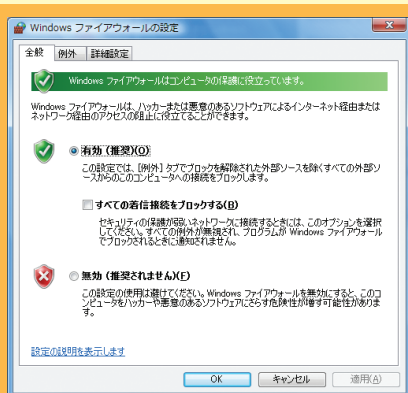 Windows ファイアウォールの設定
全般 例外 詳細設定
Windows ファイアウォールはコンピュータの保護に役立っています。
Windows ファイアウォールは、ハッカーまたは悪意のあるソフトウェアによるインターネット経由または
ネットワーク経由のアクセスの阻止に役立てることができます。
有効 (推奨)(O)
この設定では、[例外] タブでブロックを解除された外部ソースを除くすべての外部ソ
ースからのこのコンピュータへの接続をブロックします。
すべての着信接続をブロックする(B)
セキュリティの保護が弱いネットワークに接続するときには、このオプションを選択
してください。すべての例外が無視され、プログラムが Windows ファイアウォール
でブロックされるときに通知されません。
無効 (推奨されません)(F)
この設定の使用は避けてください。Windows ファイアウォールを無効にすると、このコ
ンピュータをハッカーや悪意のあるソフトウェアにさらす危険性が増す可能性がありま
す。
設定の説明を表示します
OK キャンセル 適用(A)